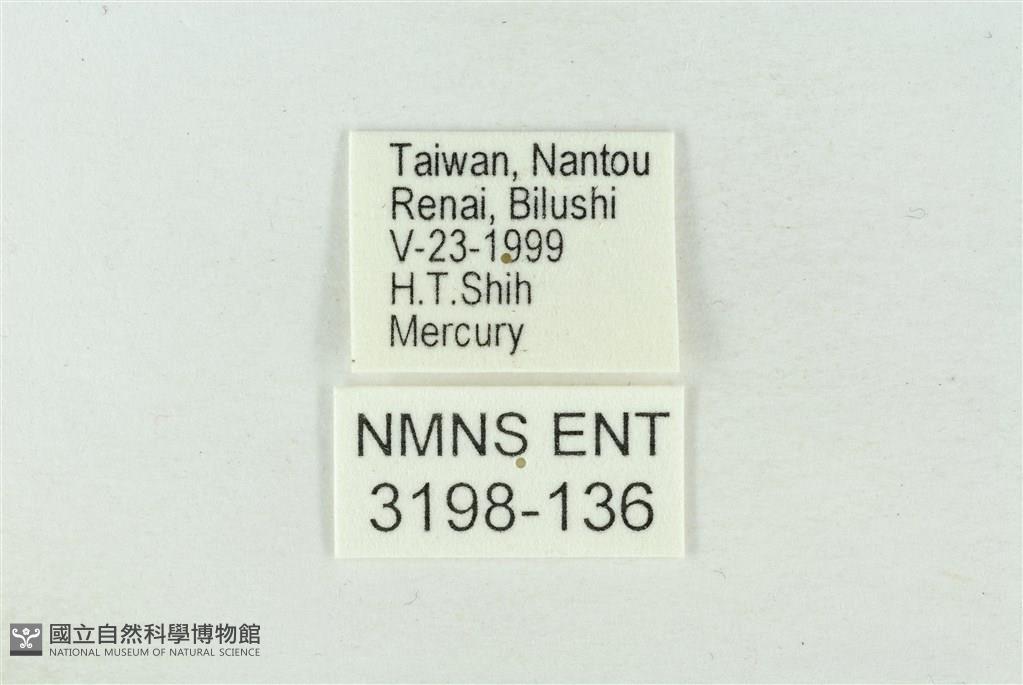 Taiwan, Nantou
Renai, Bilushi
V-23-1999
H.T.Shih
Mercury
NMNS ENT
3198-136
國立自然科學博物館
NATIONAL MUSEUM OF NATURAL SCIENCE